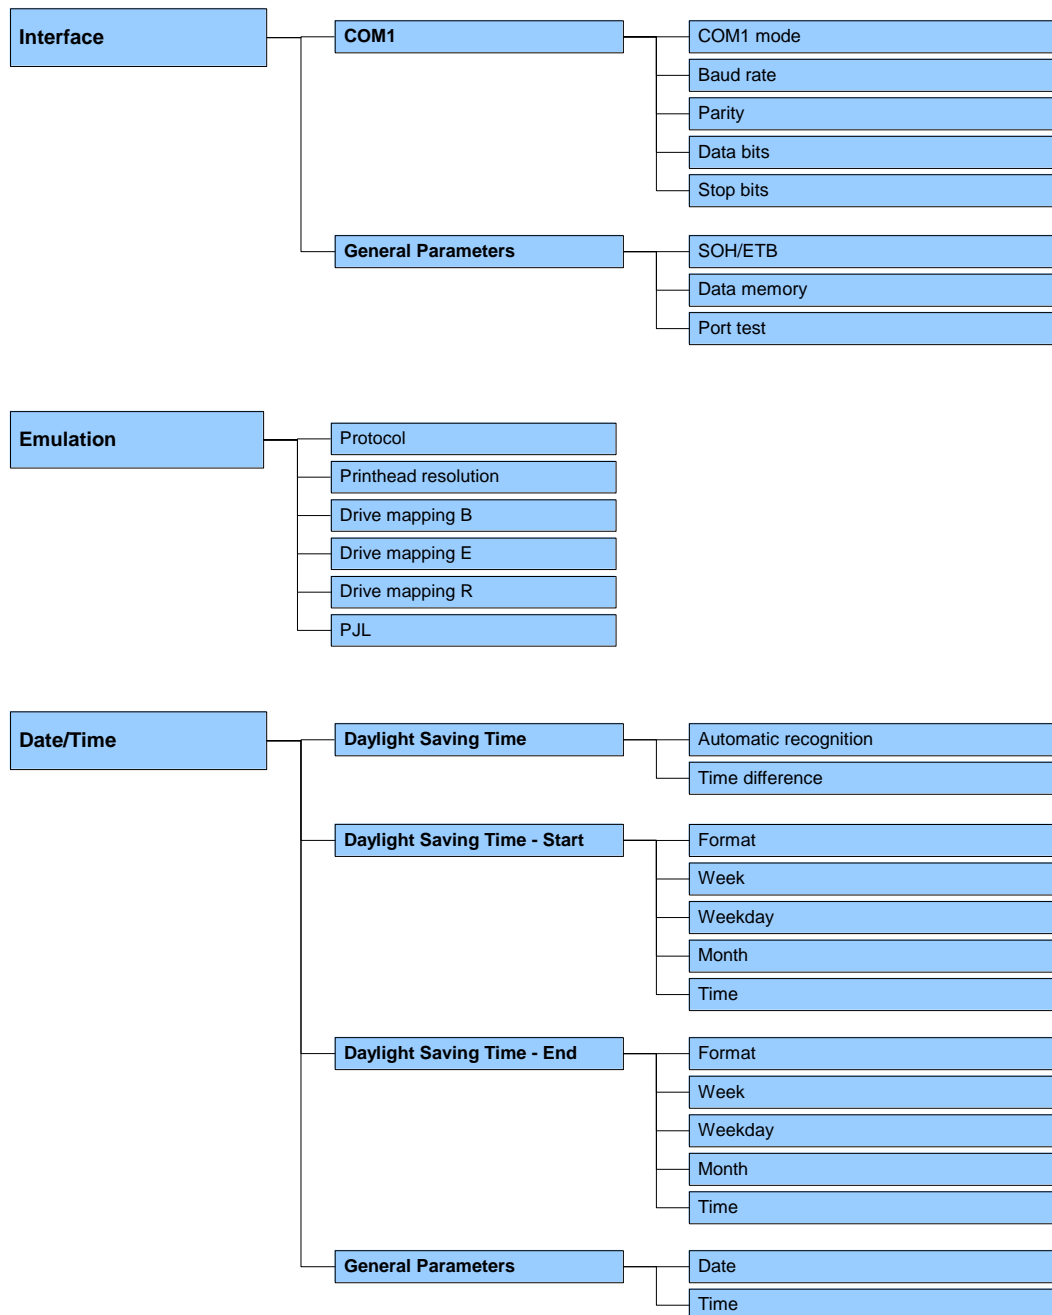 Interface
COM1
COM1 mode
Baud rate
Parity
Data bits
Stop bits
General Parameters
SOH/ETB
Data memory
Port test
Emulation
Protocol
Printhead resolution
Drive mapping B
Drive mapping E
Drive mapping R
PJL
Date/Time
Daylight Saving Time
Automatic recognition
Time difference
Daylight Saving Time - Start
Format
Week
Weekday
Month
Time
Daylight Saving Time - End
Format
Week
Weekday
Month
Time
General Parameters
Date
Time